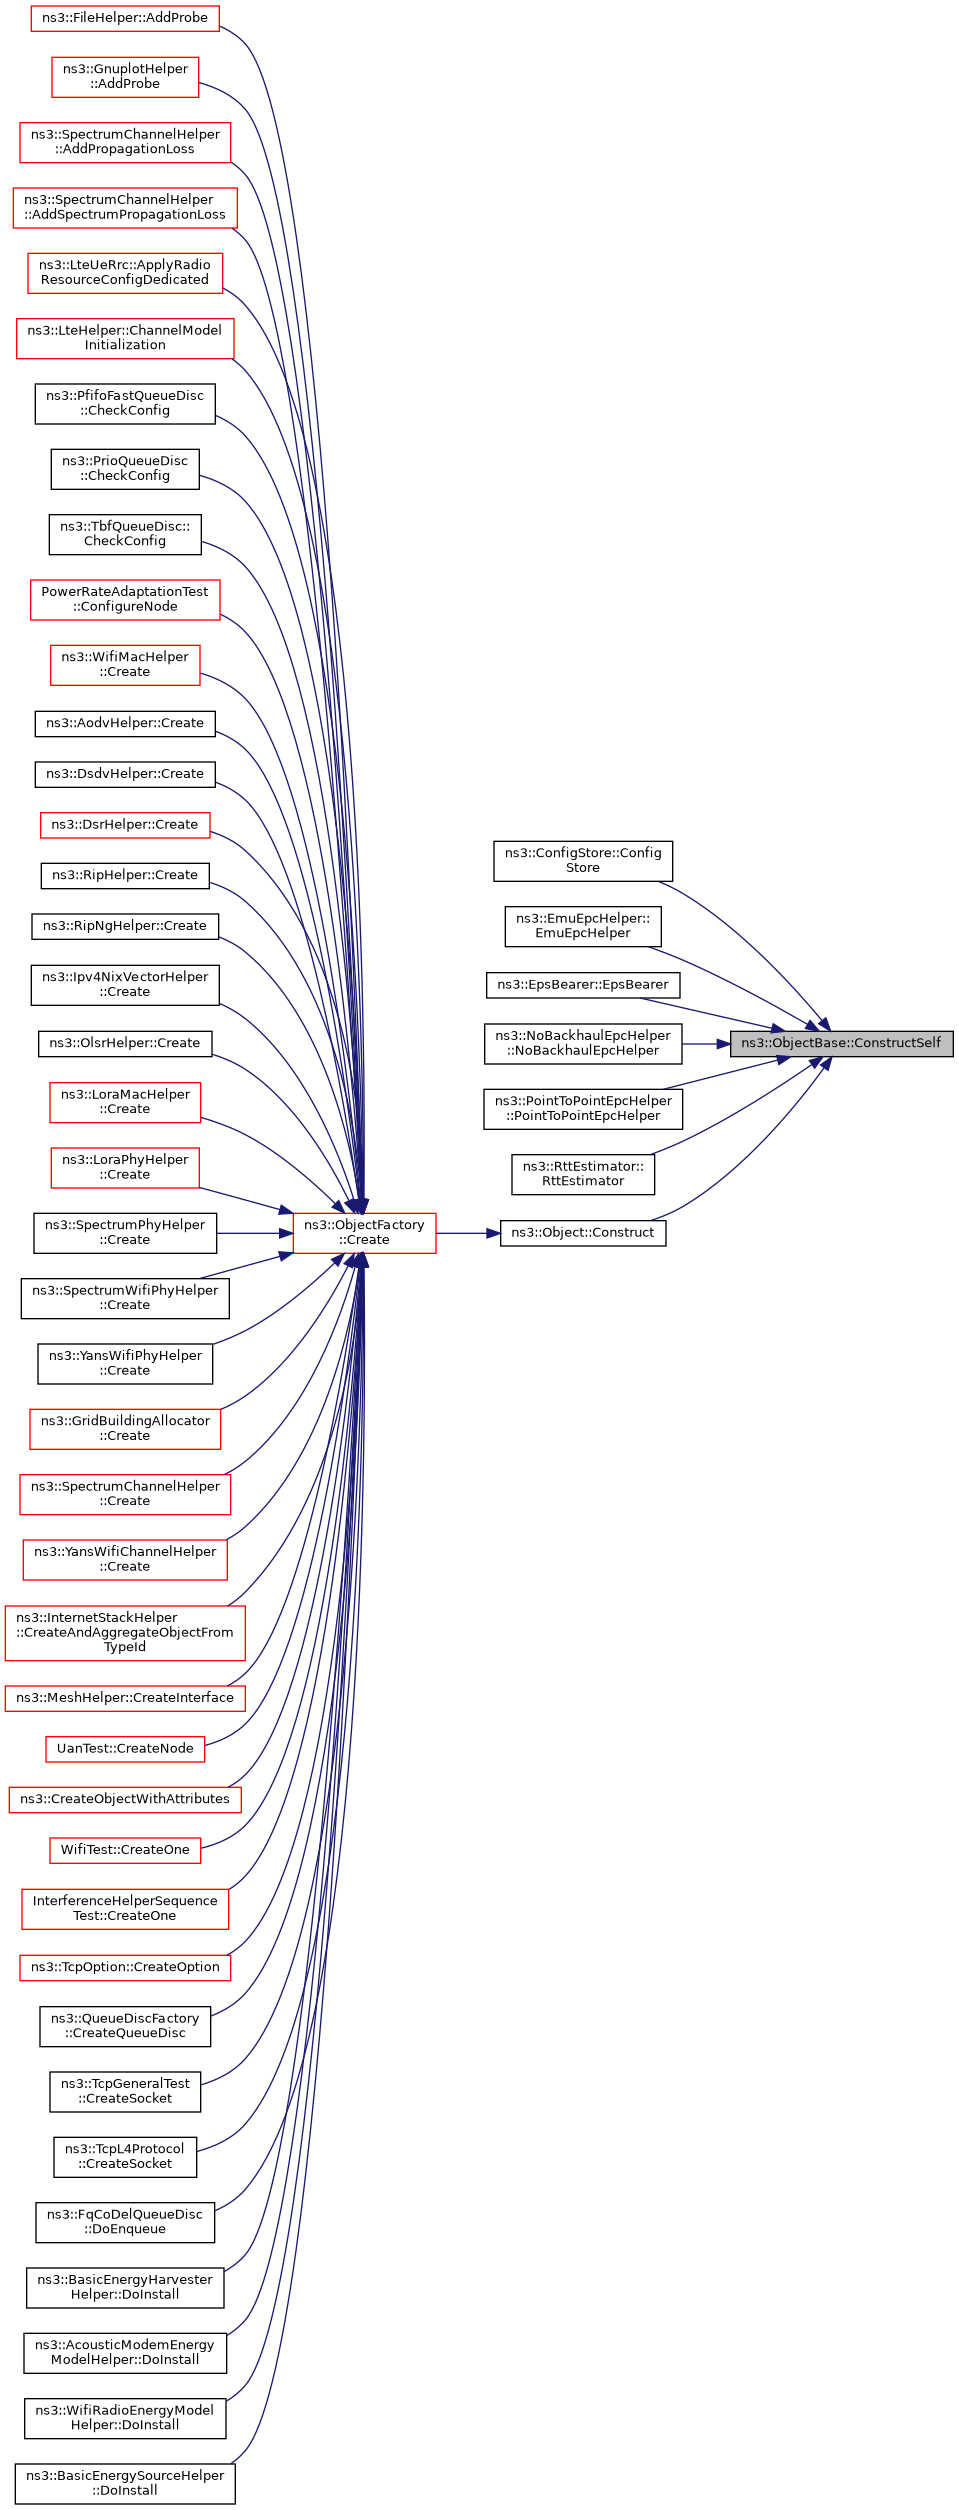 ns3::FileHelper::AddProbe
ns3::GnuplotHelper
::AddProbe
ns3::SpectrumChannelHelper
::AddPropagationLoss
ns3::SpectrumChannelHelper
::AddSpectrumPropagationLoss
ns3::LteUeRrc::ApplyRadio
ResourceConfigDedicated
ns3::LteHelper::ChannelModel
Initialization
ns3::PfifoFastQueueDisc
::CheckConfig
ns3::PrioQueueDisc
::CheckConfig
ns3::TbfQueueDisc::
CheckConfig
PowerRateAdaptationTest
::ConfigureNode
ns3::WifiMacHelper
::Create
ns3::AodvHelper::Create
ns3::DsdvHelper::Create
ns3::DsrHelper::Create
ns3::RipHelper::Create
ns3::RipNgHelper::Create
ns3::Ipv4NixVectorHelper
::Create
ns3::OlsrHelper::Create
ns3::LoraMacHelper
::Create
ns3::LoraPhyHelper
::Create
ns3::SpectrumPhyHelper
::Create
ns3::SpectrumWifiPhyHelper
::Create
ns3::YansWifiPhyHelper
::Create
ns3::GridBuildingAllocator
::Create
ns3::SpectrumChannelHelper
::Create
ns3::YansWifiChannelHelper
::Create
ns3::InternetStackHelper
::CreateAndAggregateObjectFrom
TypeId
ns3::MeshHelper::CreateInterface
UanTest::CreateNode
ns3::CreateObjectWithAttributes
WifiTest::CreateOne
InterferenceHelperSequence
Test::CreateOne
ns3::TcpOption::CreateOption
ns3::QueueDiscFactory
::CreateQueueDisc
ns3::TcpGeneralTest
::CreateSocket
ns3::TcpL4Protocol
::CreateSocket
ns3::FqCoDelQueueDisc
::DoEnqueue
ns3::BasicEnergyHarvester
Helper::DoInstall
ns3::AcousticModemEnergy
ModelHelper::DoInstall
ns3::WifiRadioEnergyModel
Helper::DoInstall
ns3::BasicEnergySourceHelper
::DoInstall
ns3::ObjectFactory
::Create
ns3::ConfigStore::Config
Store
ns3::EmuEpcHelper::
EmuEpcHelper
ns3::EpsBearer::EpsBearer
ns3::NoBackhaulEpcHelper
::NoBackhaulEpcHelper
ns3::PointToPointEpcHelper
::PointToPointEpcHelper
ns3::RttEstimator::
RttEstimator
ns3::Object::Construct
ns3::ObjectBase::ConstructSelf